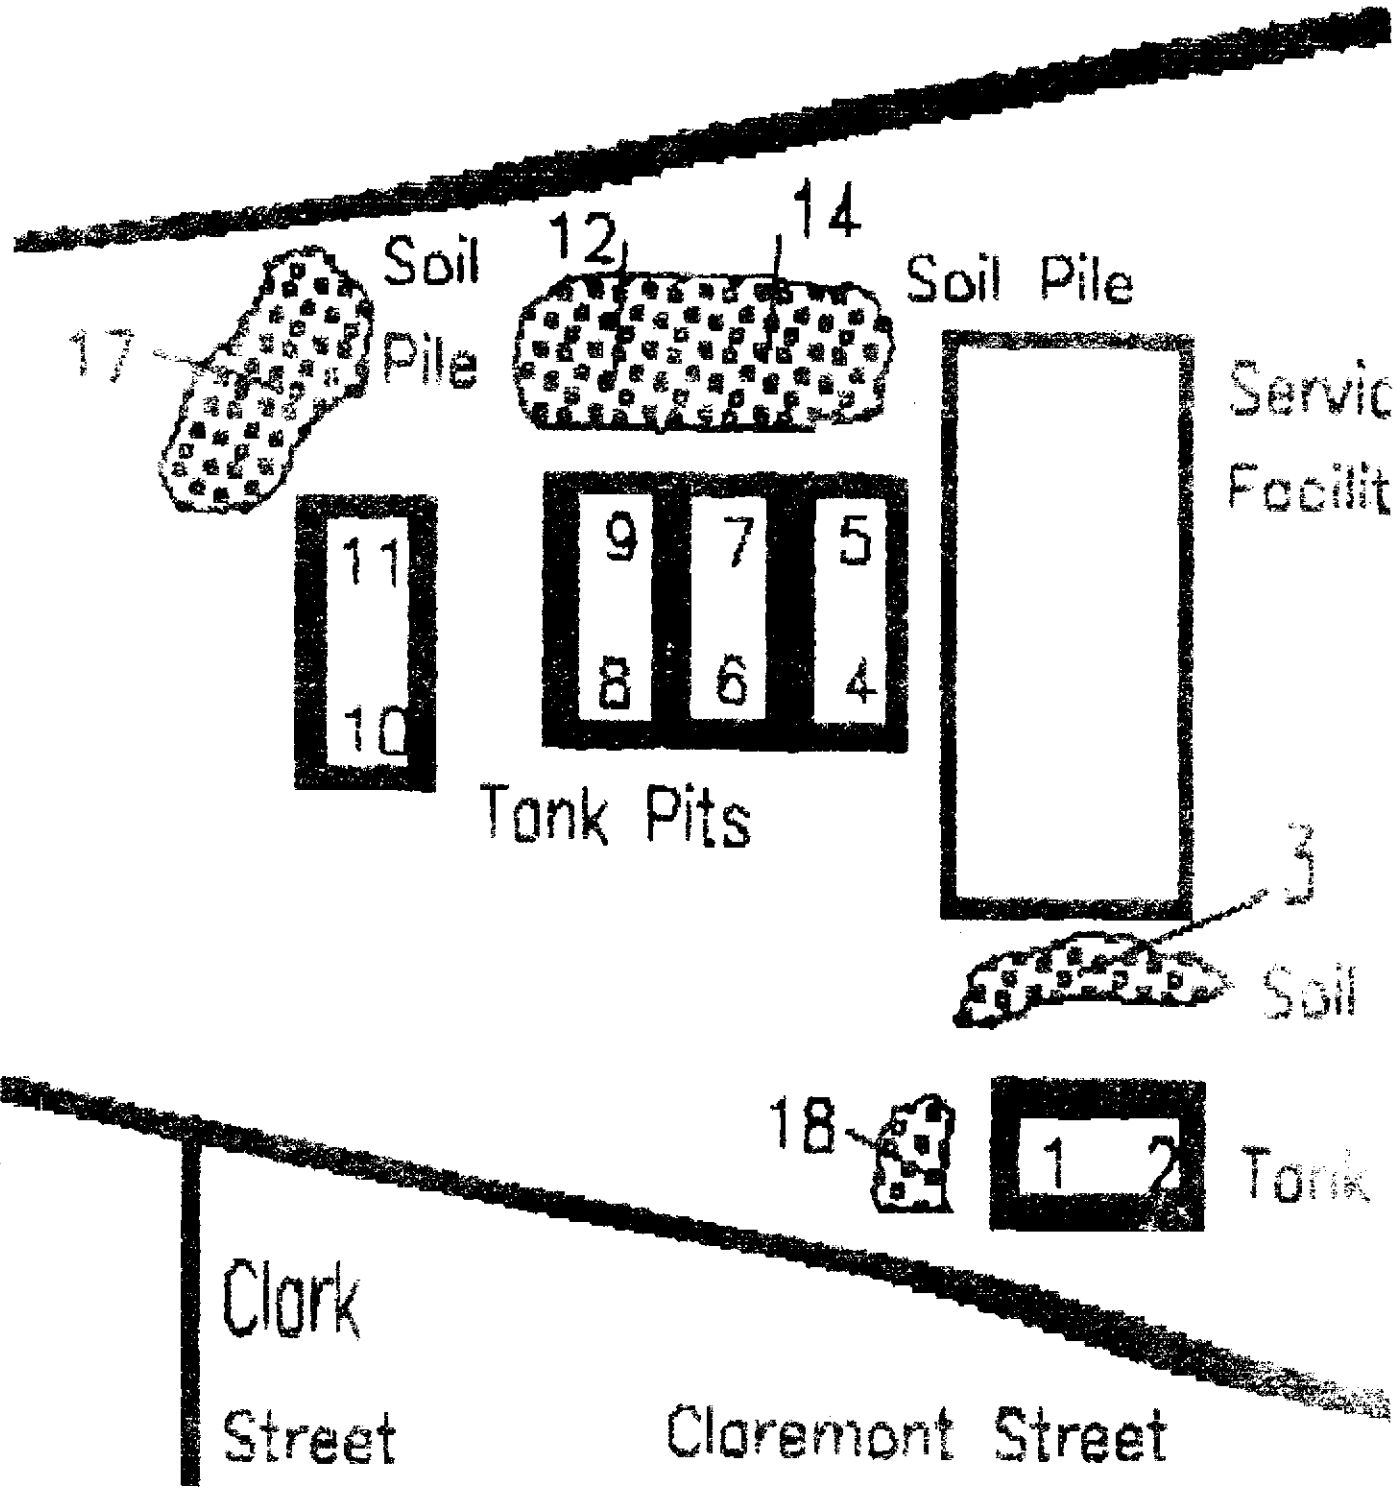 12 14
Soil Pile
Soil Pile
17
Servic
Facilit
9 7 5
11
8 6 4
10
Tank Pits
3
Soil
18
1 2
Tank
Clark
Street
Claremont Street